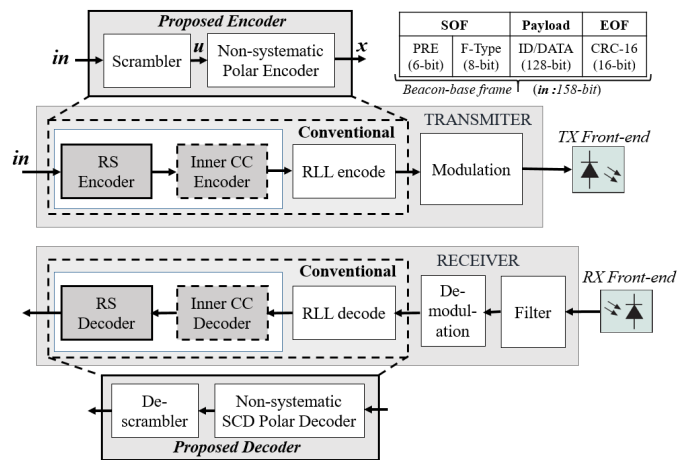 Proposed Encoder
in
Scrambler
u
Non-systematic
Polar Encoder
x
SOF Payload EOF
PRE F-Type ID/DATA CRC-16
(6-bit) (8-bit) (128-bit) (16-bit)
Beacon-base frame (in :158-bit)
TRANSMITER
Conventional
in
RS
Encoder
Inner CC
Encoder
RLL encode
Modulation
TX Front-end
RECEIVER
Conventional
RS
Decoder
Inner CC
Decoder
RLL decode
De-
modul-
ation
Filter
RX Front-end
De-
scrambler
Non-systematic
SCD Polar Decoder
Proposed Decoder